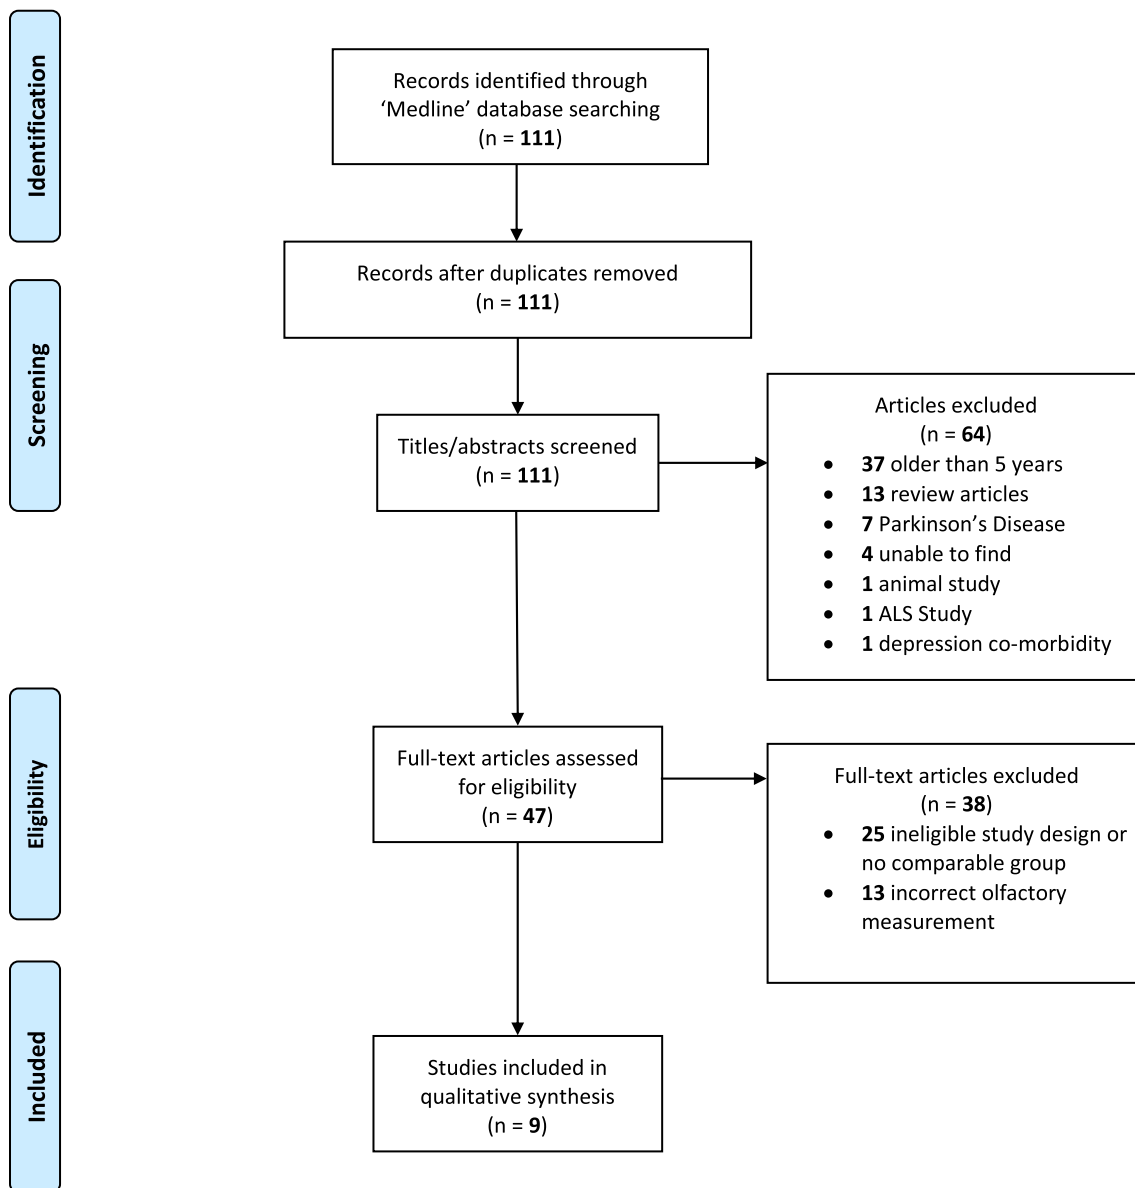 Identification
Records identified through
‘Medline’ database searching
(n = 111)
Records after duplicates removed
(n = 111)
Screening
Titles/abstracts screened
(n = 111)
Articles excluded
(n = 64)
• 37 older than 5 years
• 13 review articles
• 7 Parkinson’s Disease
• 4 unable to find
• 1 animal study
• 1 ALS Study
• 1 depression co-morbidity
Eligibility
Full-text articles assessed
for eligibility
(n = 47)
Full-text articles excluded
(n = 38)
• 25 ineligible study design or
no comparable group
• 13 incorrect olfactory
measurement
Included
Studies included in
qualitative synthesis
(n = 9)